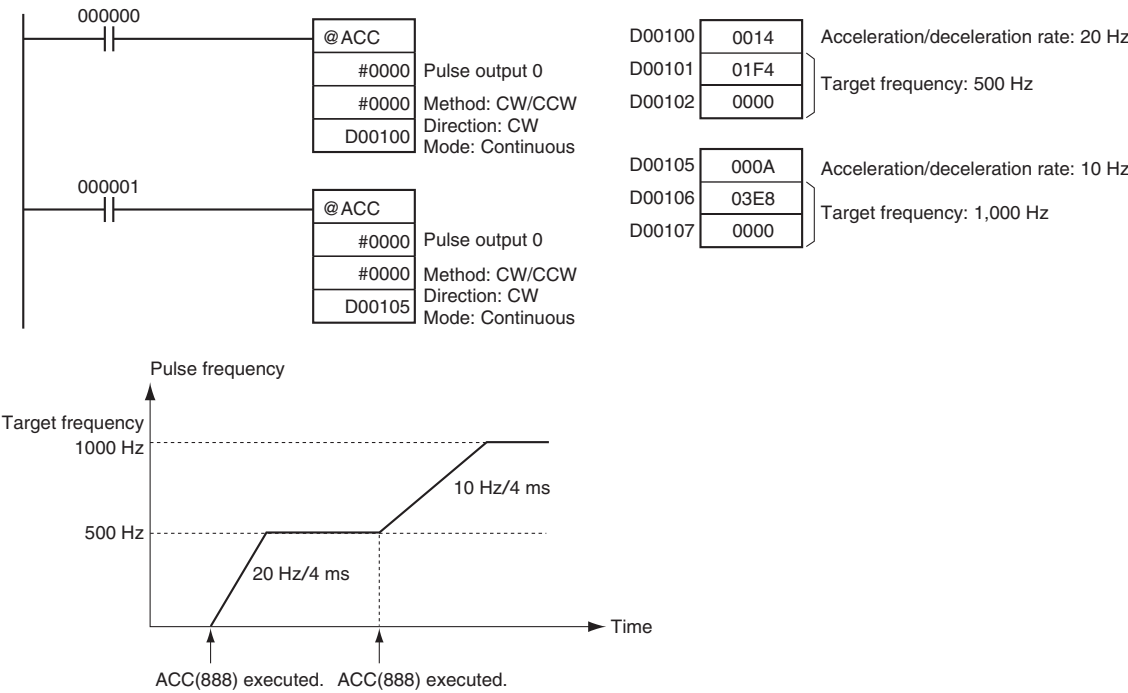 000000
@ACC
#0000 Pulse output 0
#0000 Method: CW/CCW
Direction: CW
D00100
Mode: Continuous
D00100 0014 Acceleration/deceleration rate: 20 Hz
D00101 01F4
Target frequency: 500 Hz
D00102 0000
000001
@ACC
#0000 Pulse output 0
#0000 Method: CW/CCW
Direction: CW
D00105
Mode: Continuous
D00105 000A Acceleration/deceleration rate: 10 Hz
D00106 03E8
Target frequency: 1,000 Hz
D00107 0000
Pulse frequency
Target frequency
1000 Hz
10 Hz/4 ms
500 Hz
20 Hz/4 ms
Time
ACC(888) executed. ACC(888) executed.